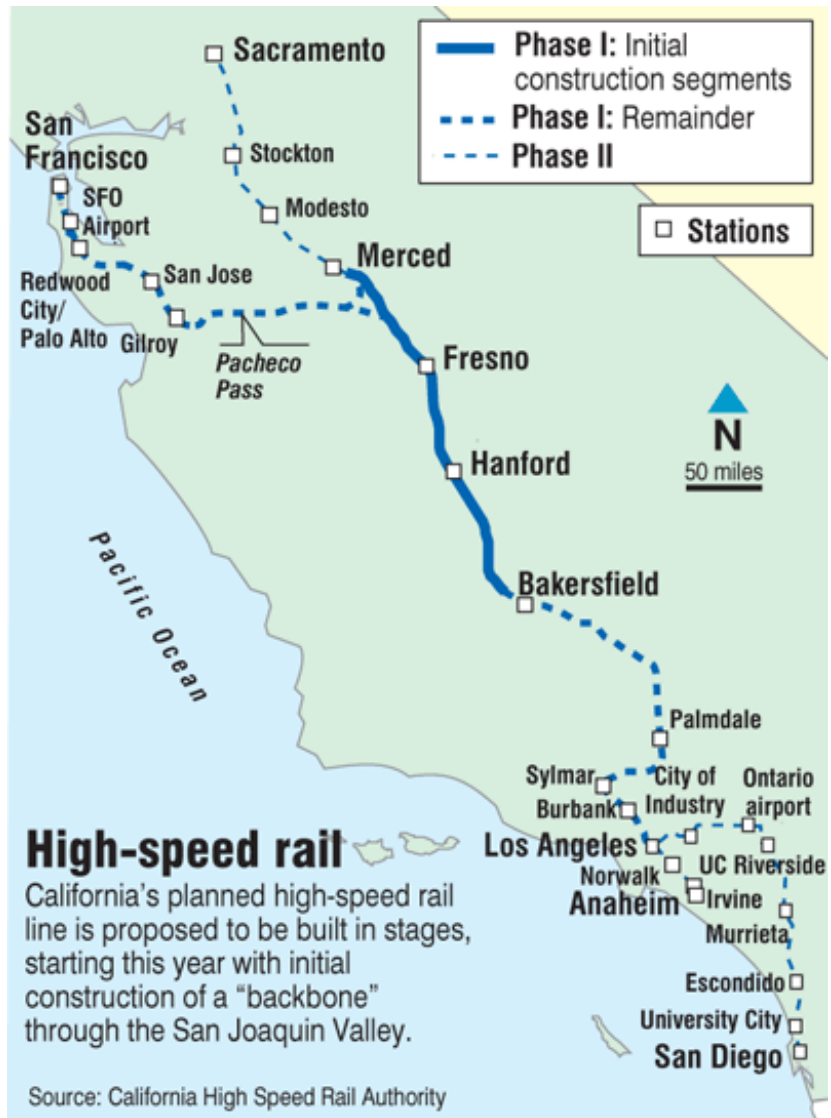 Sacramento
Phase I: Initial
construction segments
Phase I: Remainder
Phase II
Stations
San
Francisco
Stockton
SFO
Airport
Modesto
Merced
San Jose
Redwood
City/
Palo Alto
Gilroy
Pacheco
Pass
Fresno
N
50 miles
Hanford
Pacific Ocean
Bakersfield
Palmdale
Sylmar
City of
Industry
Ontario
airport
Burbank
Los Angeles
UC Riverside
Norwalk
Anaheim
Irvine
Murrieta
Escondido
University City
San Diego
High-speed rail
California’s planned high-speed rail
line is proposed to be built in stages,
starting this year with initial
construction of a “backbone”
through the San Joaquin Valley.
Source: California High Speed Rail Authority